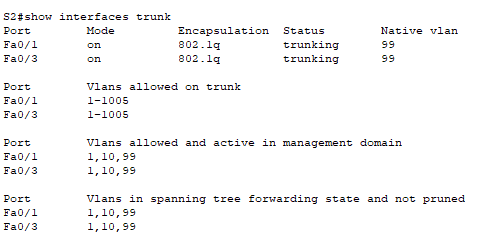 S2#show interfaces trunk
Port        Mode         Encapsulation  Status        Native vlan
Fa0/1       on           802.1q         trunking      99
Fa0/3       on           802.1q         trunking      99

Port        Vlans allowed on trunk
Fa0/1       1-1005
Fa0/3       1-1005

Port        Vlans allowed and active in management domain
Fa0/1       1,10,99
Fa0/3       1,10,99

Port        Vlans in spanning tree forwarding state and not pruned
Fa0/1       1,10,99
Fa0/3       1,10,99